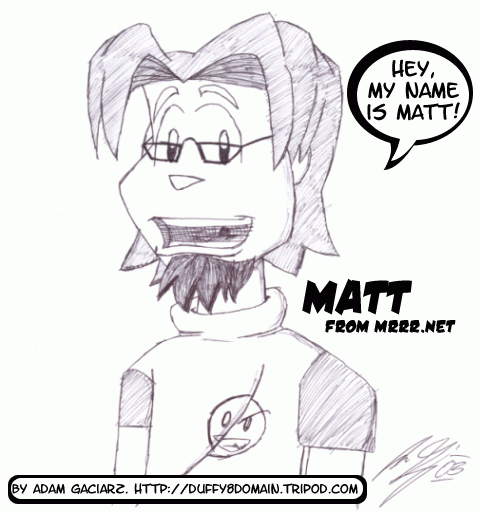 HEY,
MY NAME
IS MATT!
MATT
FROM MRRR.NET
BY ADAM GACIARZ. HTTP://DUFFY8DOMAIN.TRIPOD.COM